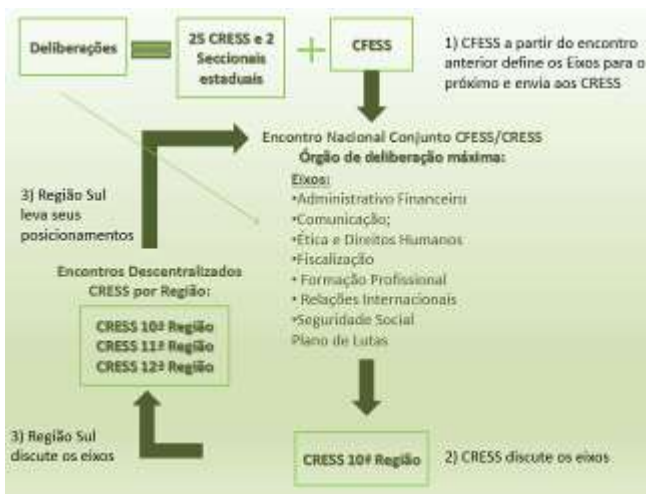 Deliberações
25 CRESS e 2
Seccionais
estaduais
CFESS
1) CFESS a partir do encontro
anterior define os Eixos para o
próximo e envia aos CRESS
Encontro Nacional Conjunto CFESS/CRESS
Órgão de deliberação máxima:
Eixos:
•Administrativo Financeiro
•Comunicação;
•Ética e Direitos Humanos
•Fiscalização
• Formação Profissional
• Relações Internacionais
•Seguridade Social
Plano de Lutas
3) Região Sul
leva seus
posicionamentos
Encontros Descentralizados
CRESS por Região:
CRESS 10ª Região
CRESS 11ª Região
CRESS 12ª Região
3) Região Sul
discute os eixos
CRESS 10ª Região
2) CRESS discute os eixos